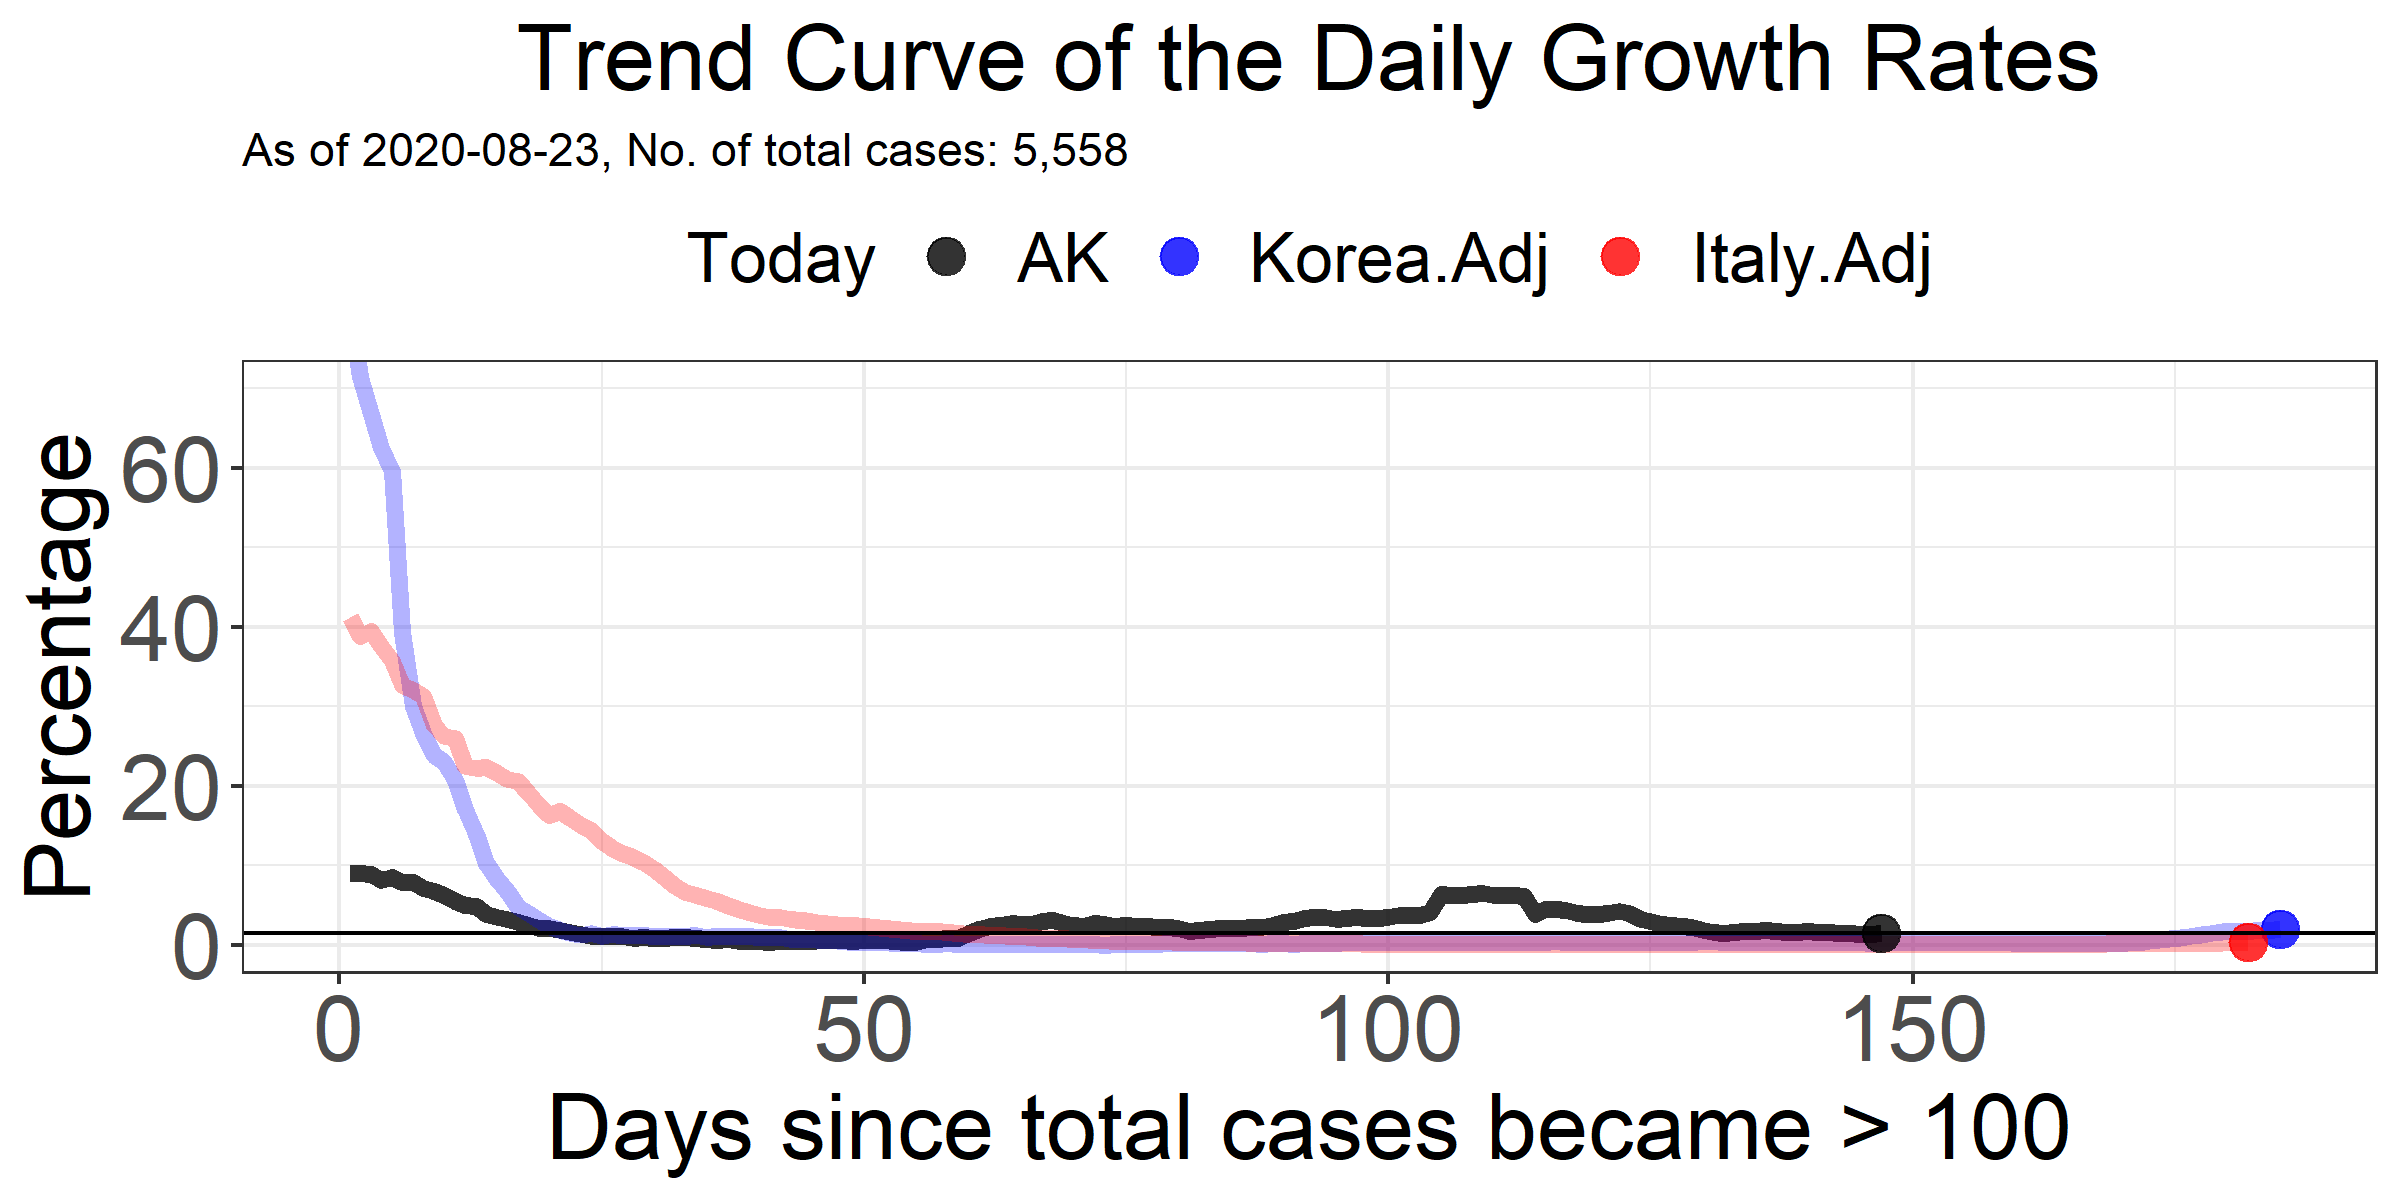 Trend Curve of the Daily Growth Rates
As of 2020-08-23, No. of total cases: 5,558
Today AK Korea.Adj Italy.Adj
Percentage
60
40
20
0
0 50 100 150
Days since total cases became > 100